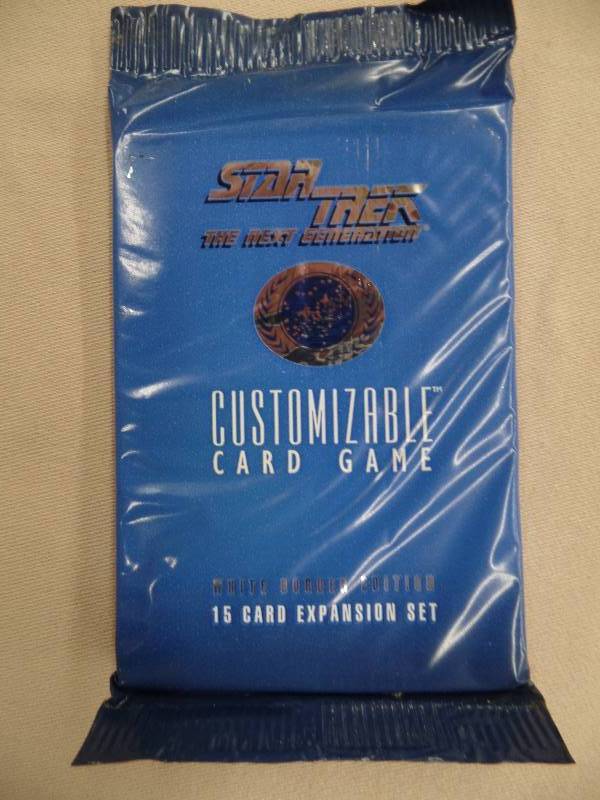 STAR TREK
THE NEXT GENERATION
CUSTOMIZABLE™
CARD GAME
WHITE BORDER EDITION
15 CARD EXPANSION SET